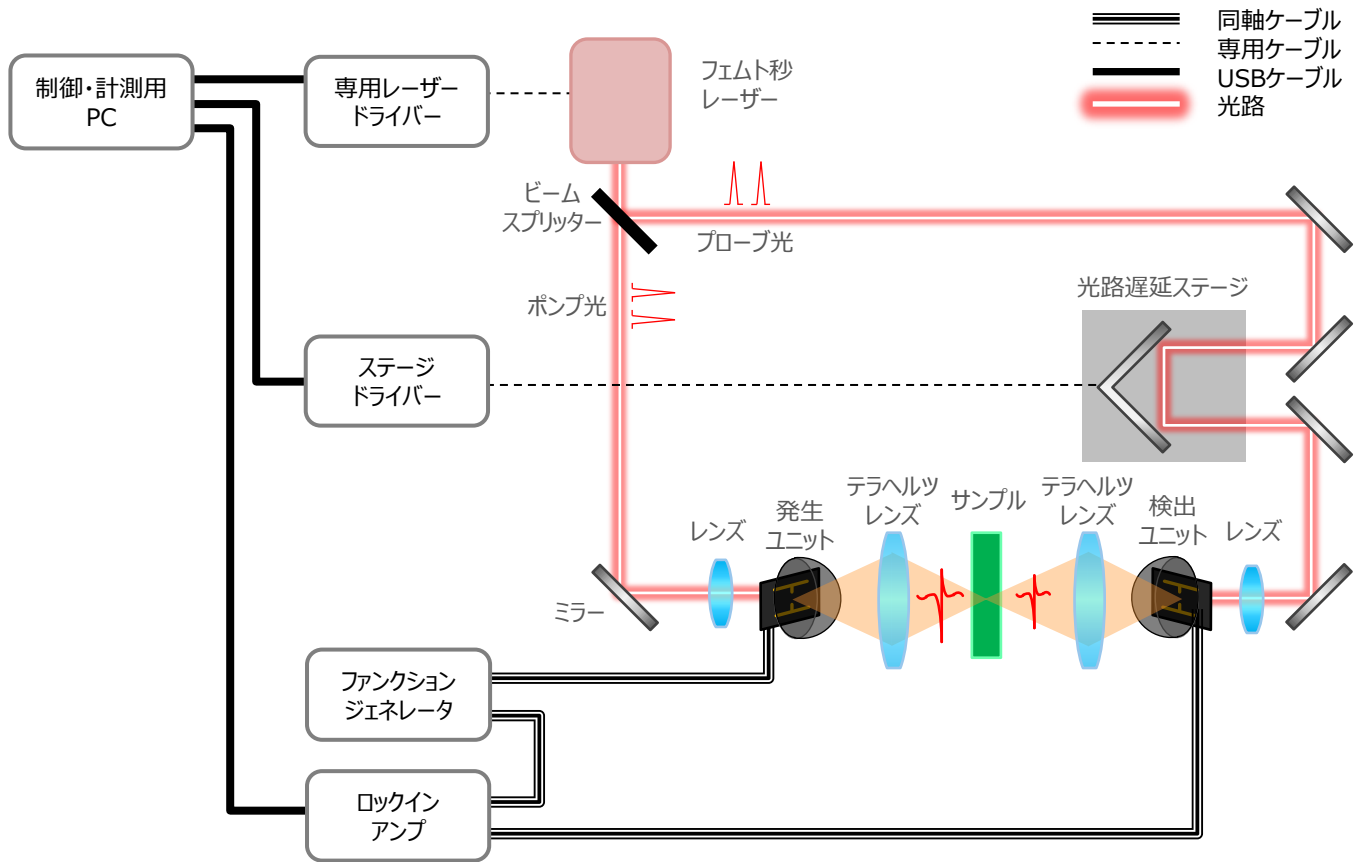 同軸ケーブル
専用ケーブル
USBケーブル
光路
制御・計測用
PC
専用レーザー
ドライバー
フェムト秒
レーザー
ビーム
スプリッター
プローブ光
ポンプ光
光路遅延ステージ
ステージ
ドライバー
レンズ
発生
ユニット
テラヘルツ
レンズ
サンプル
テラヘルツ
レンズ
検出
ユニット
レンズ
ミラー
ファンクション
ジェネレータ
ロックイン
アンプ